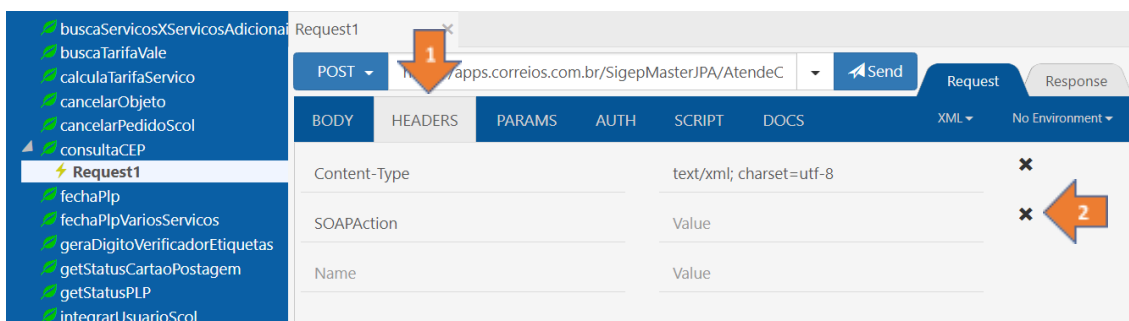 buscaServicosXServicosAdicionai
buscaTarifaVale
calculaTarifaServico
cancelarObjeto
cancelarPedidoScol
consultaCEP
Request1
fechaPlp
fechaPlpVariosServicos
geraDigitoVerificadorEtiquetas
getStatusCartaoPostagem
getStatusPLP
integrarUsuarioScol
Request1
1
POST apps.correios.com.br/SigepMasterJPA/AtendeC Send Request Response
BODY HEADERS PARAMS AUTH SCRIPT DOCS XML No Environment
Content-Type text/xml; charset=utf-8
SOAPAction Value 2
Name Value